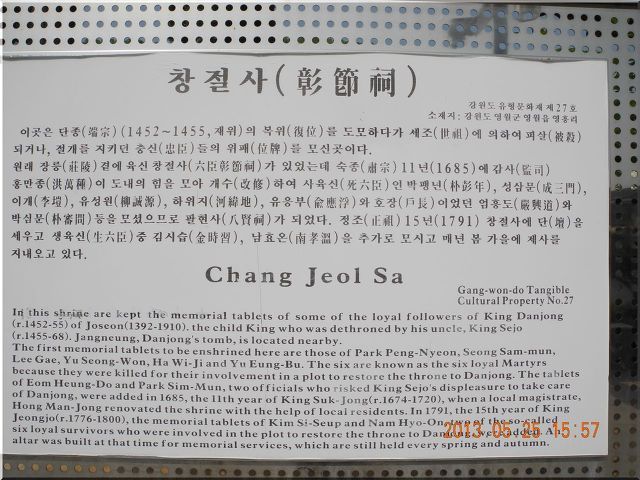 창절사(彰節祠)
강원도 유형문화재 제27호
소재지: 강원도 영월군 영월읍 영흥리
이곳은 단종(端宗)(1452~1455, 재위)의 복위(復位)를 도모하다가 세조(世祖)에 의하여 피살(被殺)
되거나, 절개를 지키던 충신(忠臣)들의 위패(位牌)를 모신곳이다.
원래 장릉(莊陵)곁에 육신 창절사(六臣彰節祠)가 있었는데 숙종(肅宗) 11년(1685)에 감사(監司)
홍만종(洪萬種)이 도내의 힘을 모아 개수(改修)하여 사육신(死六臣)인 박팽년(朴彭年), 성삼문(成三門),
이개(李塏), 유성원(柳誠源), 하위지(河緯地), 유응부(兪應浮)와 호장(戶長)이었던 엄흥도(嚴興道)와
박심문(朴審問)등을 모셨으므로 팔현사(八賢祠)가 되었다. 정조(正祖) 15년(1791) 창절사에 단(壇)을
세우고 생육신(生六臣)중 김시습(金時習), 남효온(南孝溫)을 추가로 모시고 매년 봄 가을에 제사를
지내오고 있다.
Chang Jeol Sa
Gang-won-do Tangible
Cultural Property No.27
In this shrine are kept the memorial tablets of some of the loyal followers of King Danjong
(r.1452-55) of Joseon(1392-1910). the child King who was dethroned by his uncle, King Sejo
(r.1455-68). Jangneung, Danjong's tomb, is located nearby.
The first memorial tablets to be enshrined here are those of Park Peng-Nyeon, Seong Sam-mun,
Lee Gae, Yu Seong-Won, Ha Wi-Ji and Yu Eung-Bu. The six are known as the six loyal Martyrs
because they were killed for their involvement in a plot to restore the throne to Danjong. The tablets
of Eom Heung-Do and Park Sim-Mun, two officials who risked King Sejo's displeasure to take care
of Danjong, were added in 1685, the 11th year of King Suk-Jong(r.1674-1720), when a local magistrate,
Hong Man-Jong renovated the shrine with the help of local residents. In 1791, the 15th year of King
Jeongjo(r.1776-1800), the memorial tablets of Kim Si-Seup and Nam Hyo-On, two of the so-called
six loyal survivors who were involved in the plot to restore the throne to Danjong, were added. An
altar was built at that time for memorial services, which are still held every spring and autumn.
2013-05-25 15:57